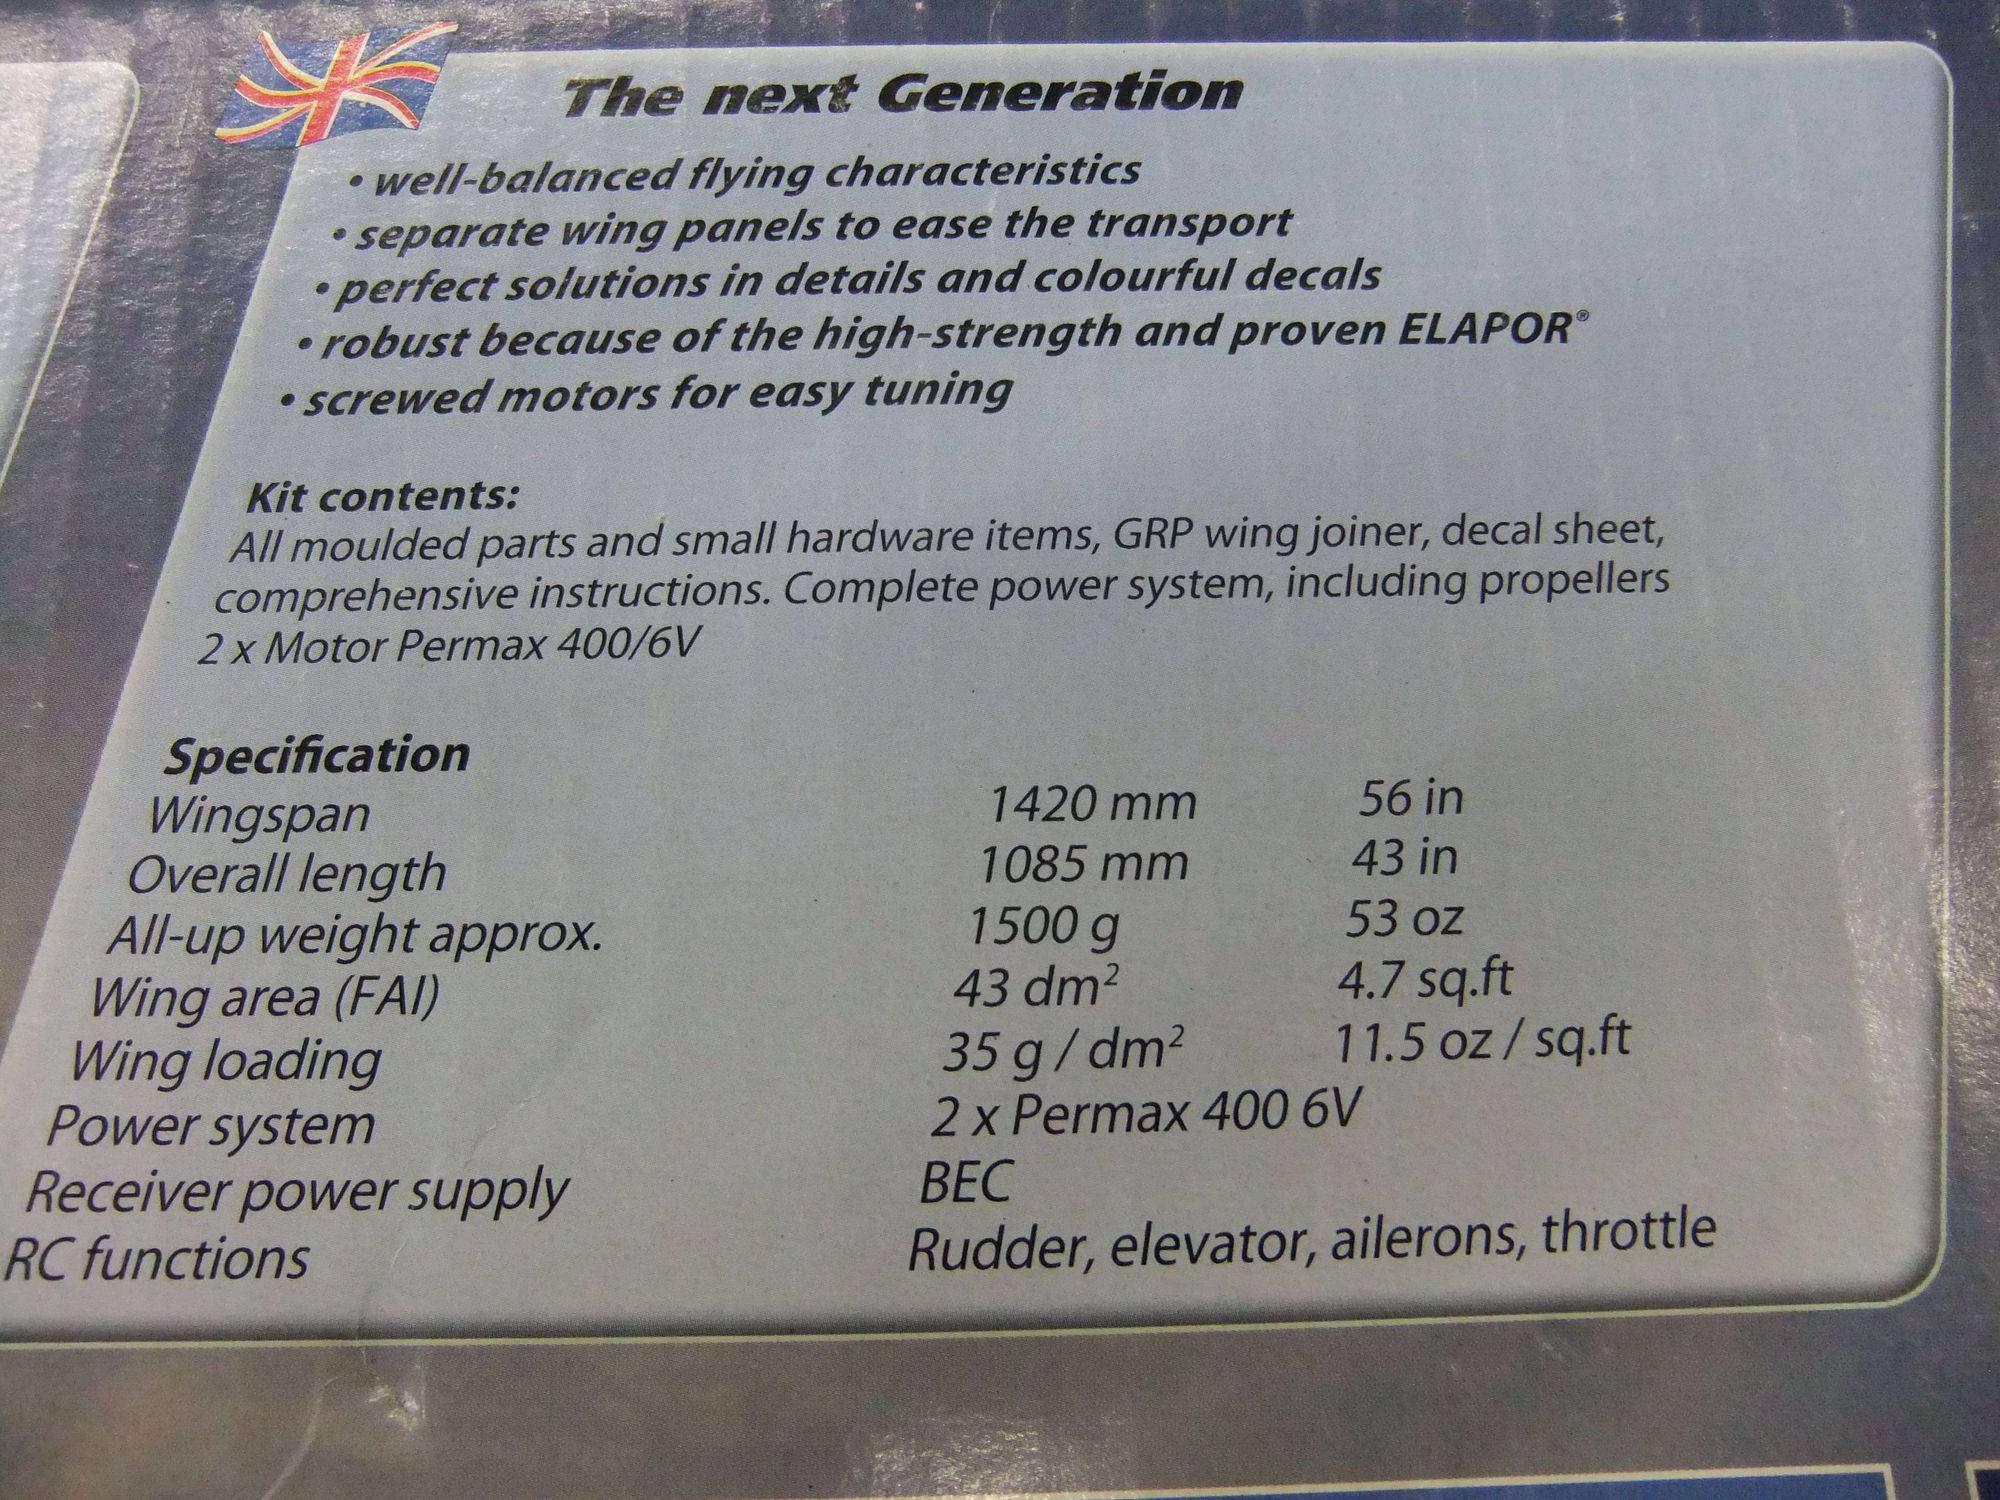 The next Generation
• well-balanced flying characteristics
• separate wing panels to ease the transport
• perfect solutions in details and colourful decals
• robust because of the high-strength and proven ELAPOR®
• screwed motors for easy tuning
Kit contents:
All moulded parts and small hardware items, GRP wing joiner, decal sheet,
comprehensive instructions. Complete power system, including propellers
2 x Motor Permax 400/6V
Specification
Wingspan 1420 mm 56 in
Overall length 1085 mm 43 in
All-up weight approx. 1500 g 53 oz
Wing area (FAI) 43 dm² 4.7 sq.ft
Wing loading 35 g / dm² 11.5 oz / sq.ft
Power system 2 x Permax 400 6V
Receiver power supply BEC
RC functions Rudder, elevator, ailerons, throttle